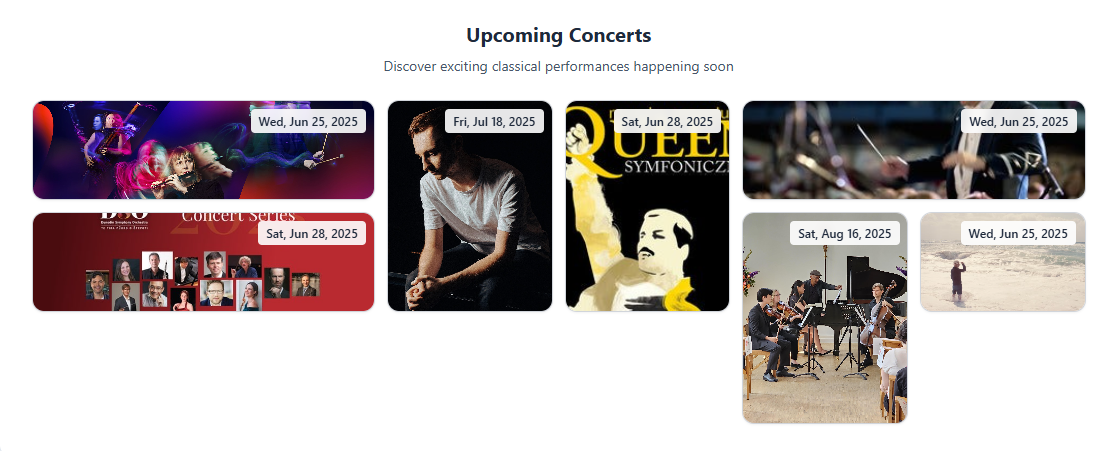 Upcoming Concerts
Discover exciting classical performances happening soon
Wed, Jun 25, 2025
Fri, Jul 18, 2025
Sat, Jun 28, 2025
QUEEN
SYMFONICZ
Wed, Jun 25, 2025
Concert Series
Sat, Jun 28, 2025
Sat, Aug 16, 2025
Wed, Jun 25, 2025